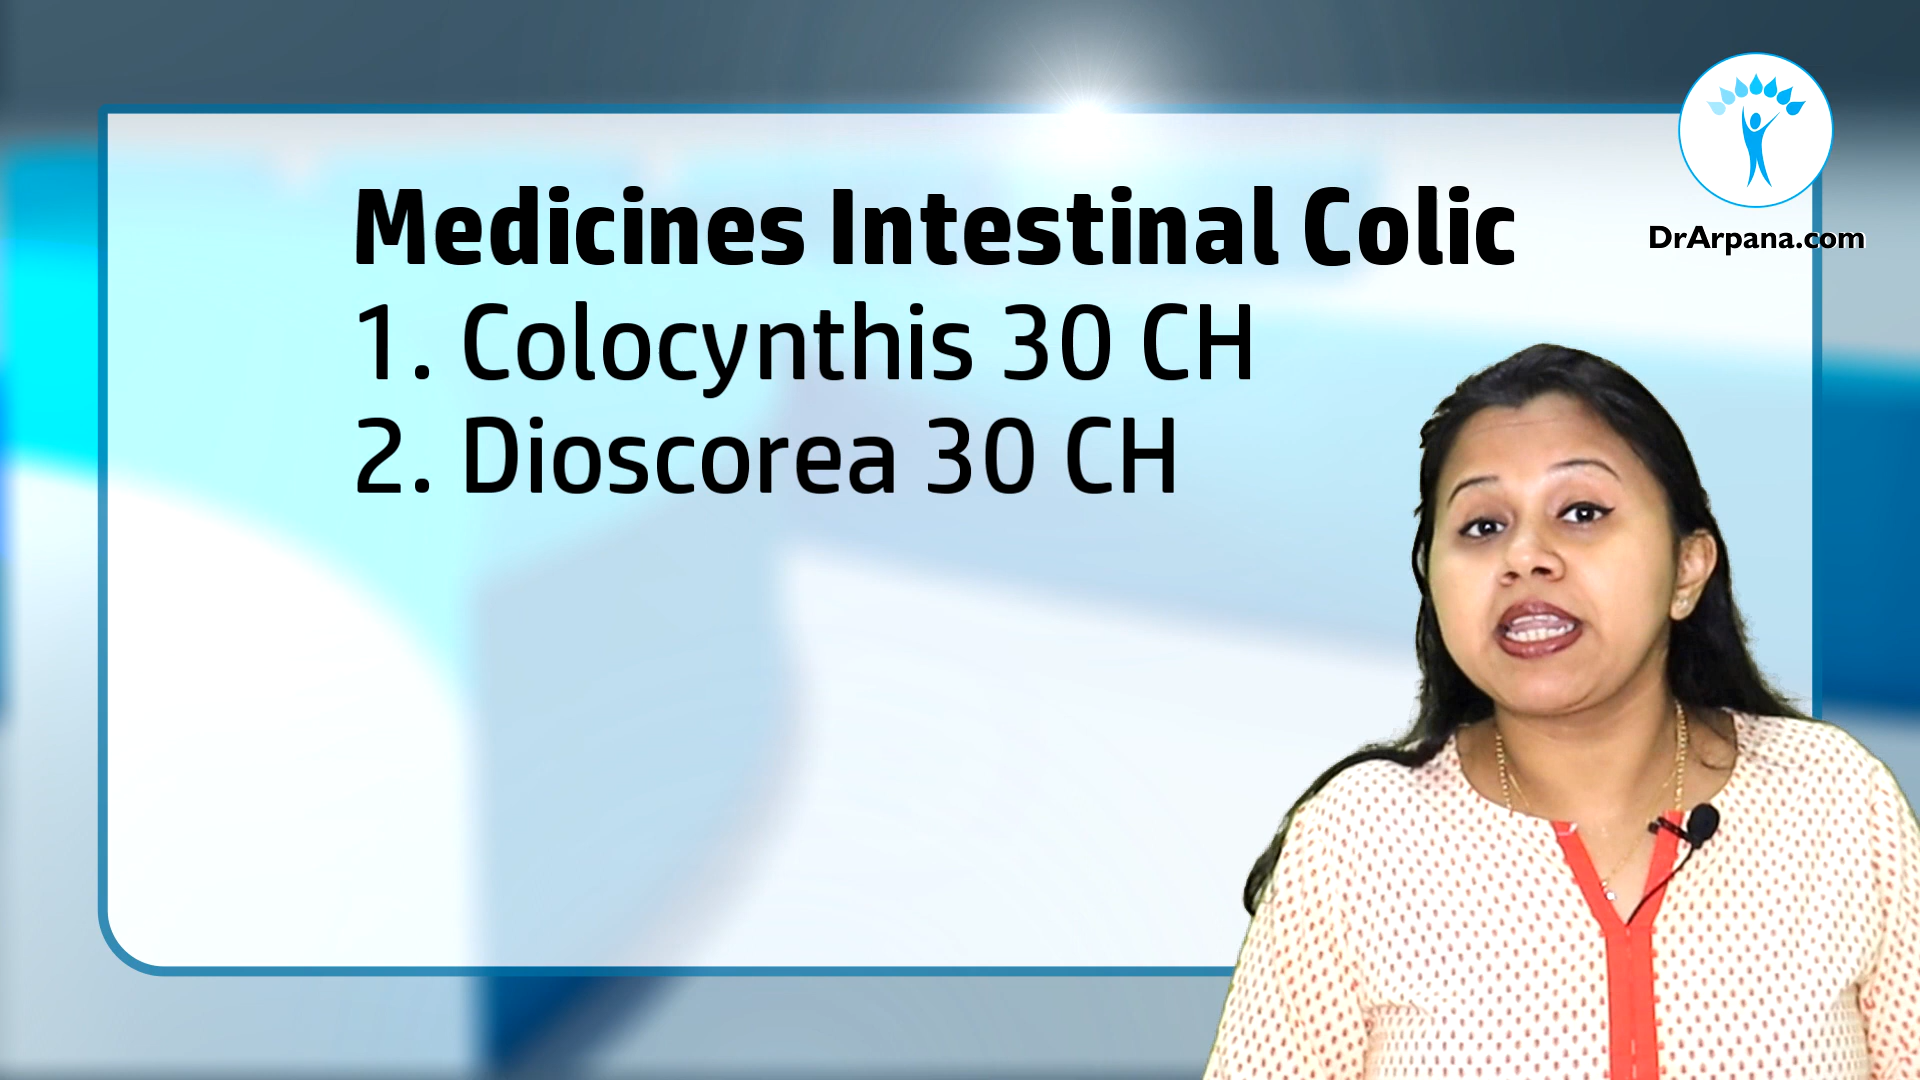 Medicines Intestinal Colic
1. Colocynthis 30 CH
2. Dioscorea 30 CH
DrArpana.com